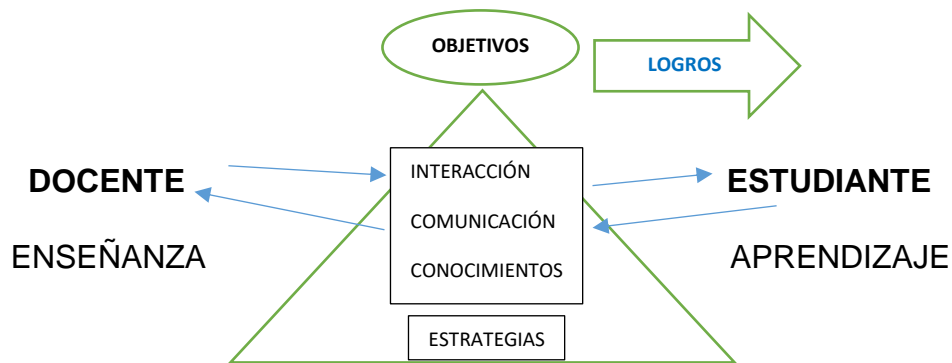 OBJETIVOS
LOGROS
INTERACCIÓN
DOCENTE
ESTUDIANTE
COMUNICACIÓN
ENSEÑANZA
APRENDIZAJE
CONOCIMIENTOS
ESTRATEGIAS